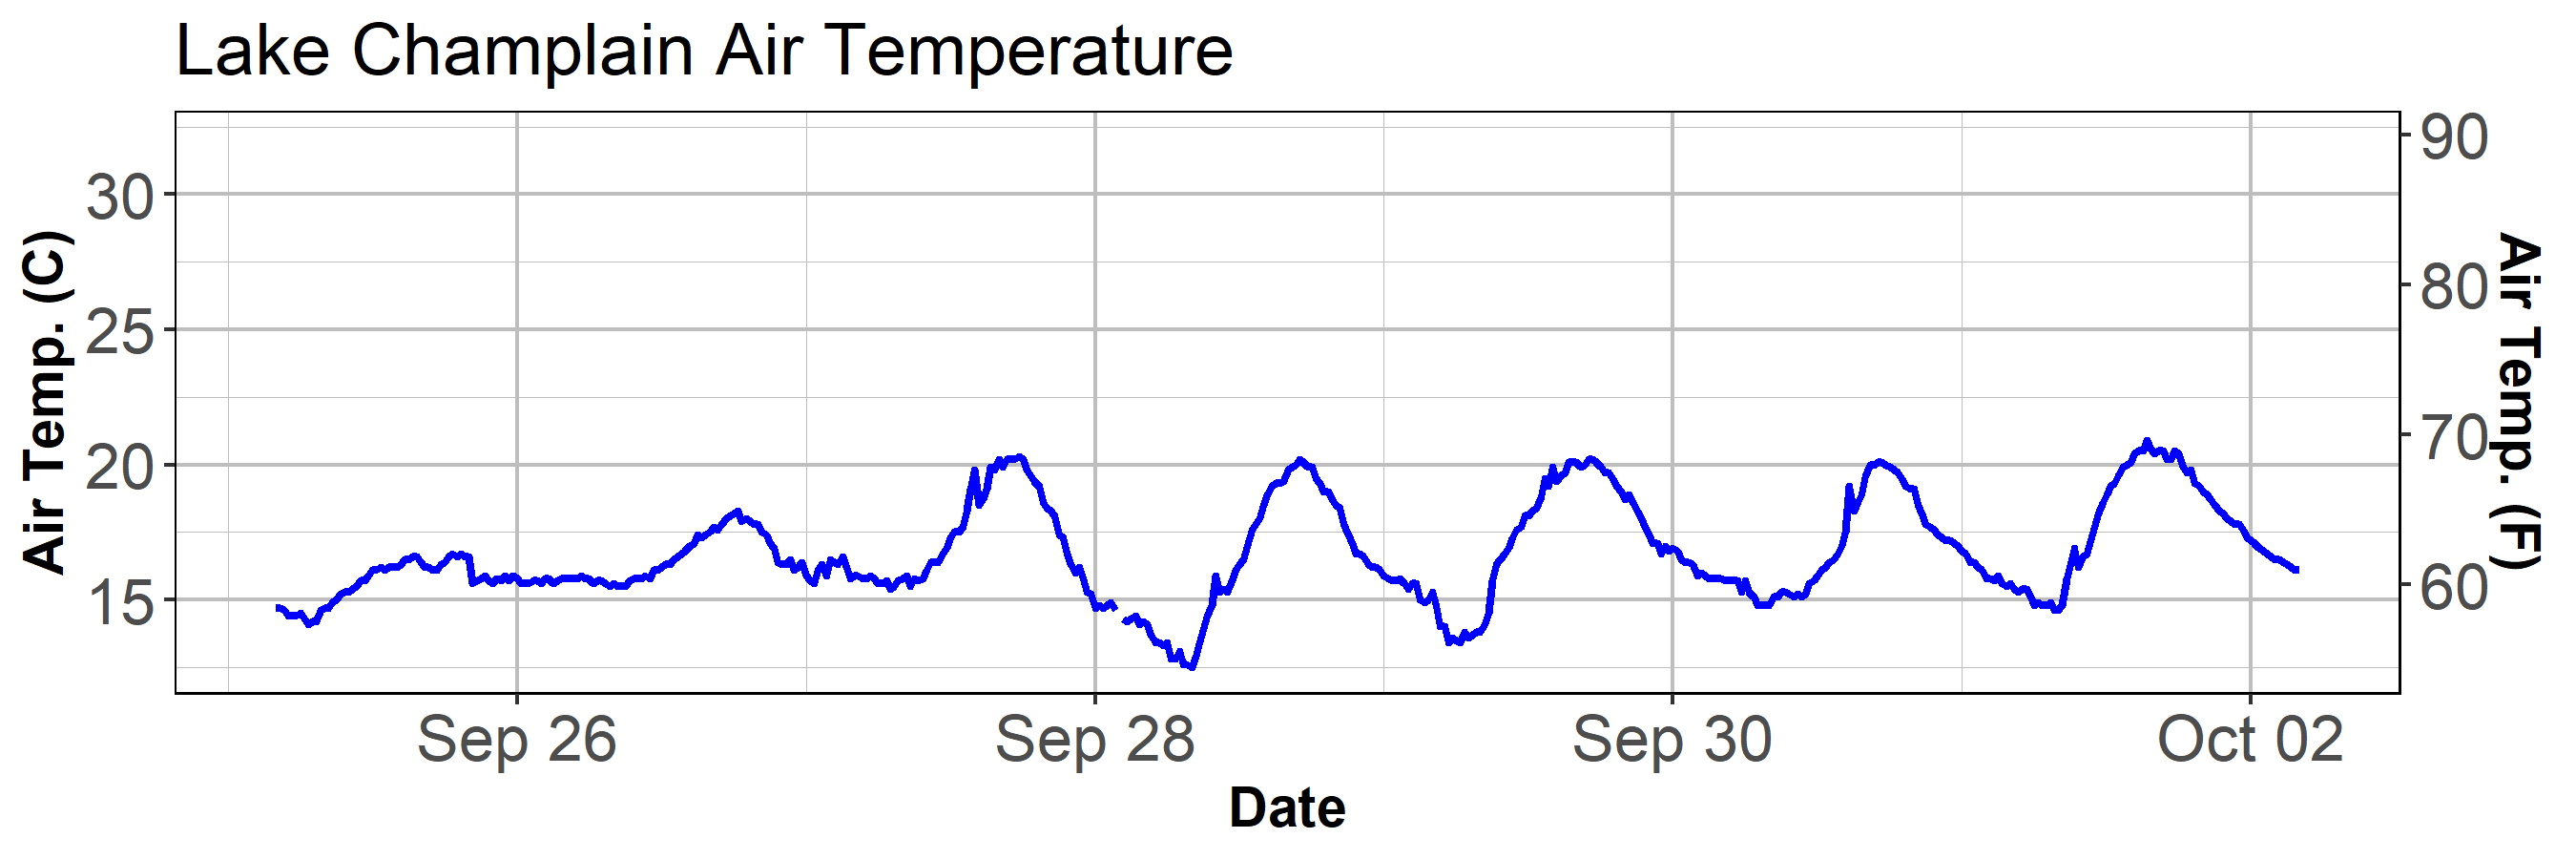 Lake Champlain Air Temperature
Air Temp. (C)
30
25
20
15
90
80
70
60
Air Temp. (F)
Sep 26
Sep 28
Sep 30
Oct 02
Date